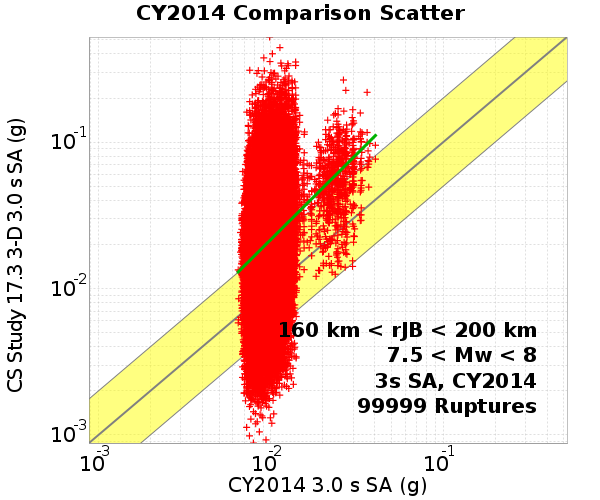 CY2014 Comparison Scatter
CS Study 17.3 3-D 3.0 s SA (g)
10-1
10-2
10-3
160 km < rJB < 200 km
7.5 < Mw < 8
3s SA, CY2014
99999 Ruptures
10-3 10-2 10-1
CY2014 3.0 s SA (g)